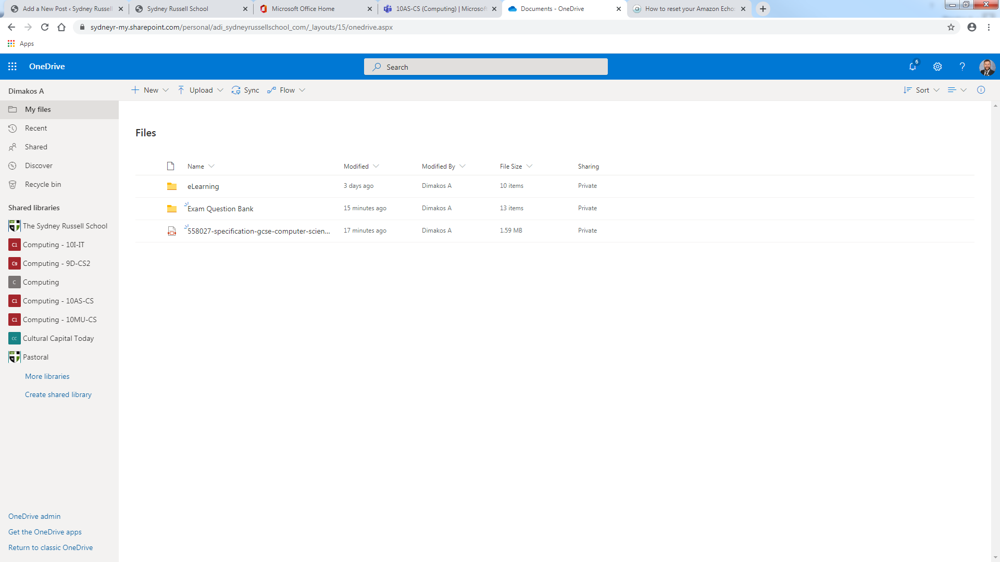 Add a New Post ‹ Sydney Russell
Sydney Russell School
Microsoft Office Home
10AS-CS (Computing) | Microsoft
Documents - OneDrive
How to reset your Amazon Echo:
sydneyr-my.sharepoint.com/personal/adi_sydneyrussellschool_com/_layouts/15/onedrive.aspx
Apps
OneDrive
Search
6
Dimakos A
New
Upload
Sync
Flow
Sort
My files
Recent
Shared
Discover
Recycle bin
Shared libraries
The Sydney Russell School
C1 Computing - 10I-IT
C9 Computing - 9D-CS2
C Computing
C1 Computing - 10AS-CS
C1 Computing - 10MU-CS
CC Cultural Capital Today
Pastoral
More libraries
Create shared library
OneDrive admin
Get the OneDrive apps
Return to classic OneDrive
Files
Name Modified Modified By File Size Sharing
eLearning 3 days ago Dimakos A 10 items Private
Exam Question Bank 15 minutes ago Dimakos A 13 items Private
558027-specification-gcse-computer-scien... 17 minutes ago Dimakos A 1.59 MB Private